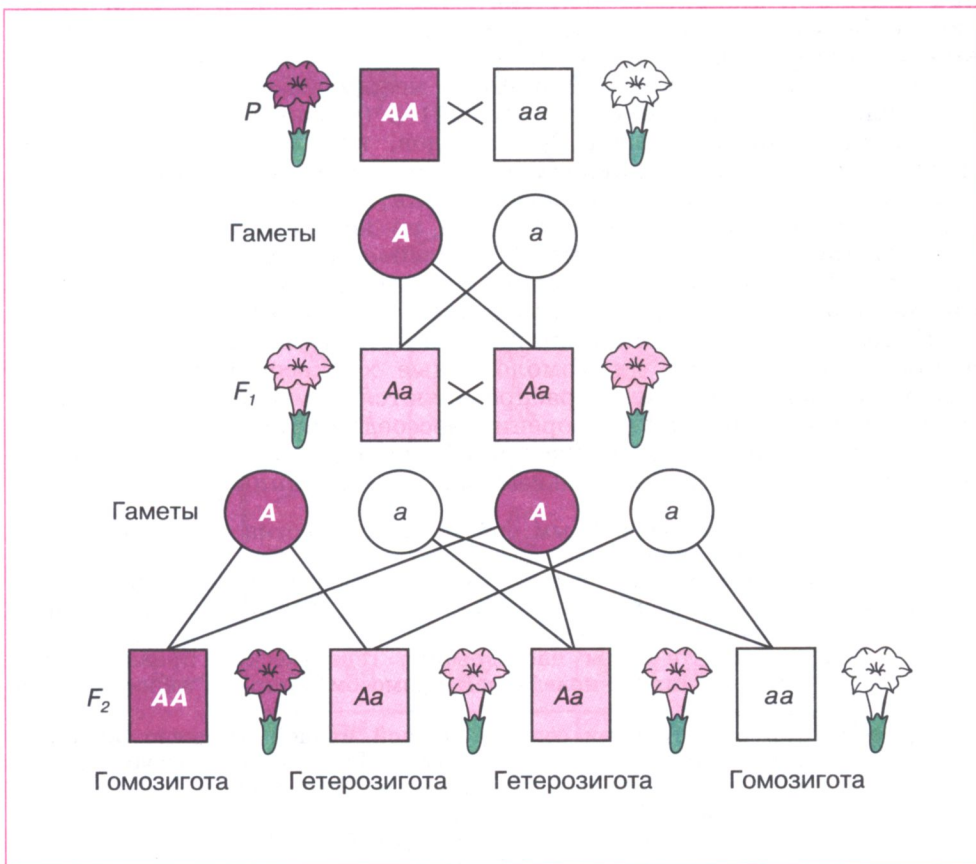 P AA aa
Гаметы A a
F1 Aa Aa
Гаметы A a A a
F2 AA Aa Aa aa
Гомозигота Гетерозигота Гетерозигота Гомозигота